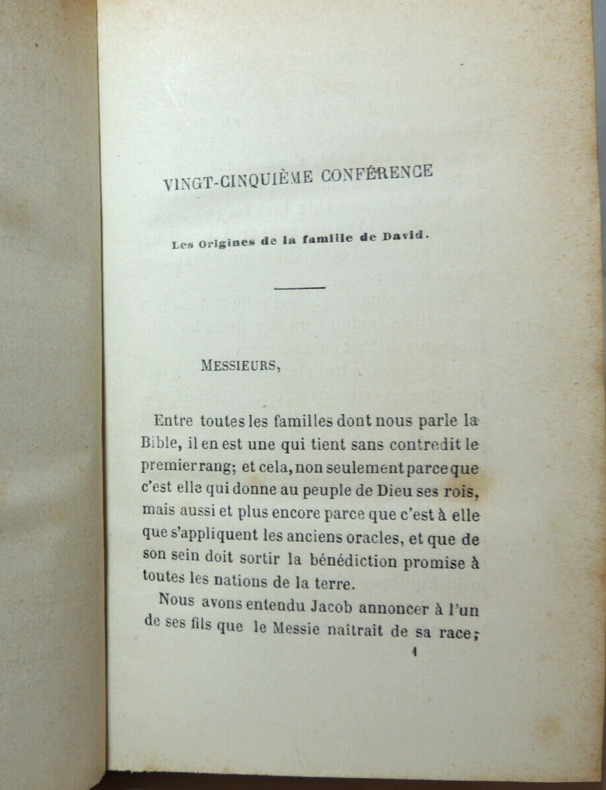 VINGT-CINQUIÈME CONFÉRENCE
Les Origines de la famille de David.
MESSIEURS,
Entre toutes les familles dont nous parle la
Bible, il en est une qui tient sans contredit le
premier rang; et cela, non seulement parce que
c'est elle qui donne au peuple de Dieu ses rois,
mais aussi et plus encore parce que c'est à elle
que s'appliquent les anciens oracles, et que de
son sein doit sortir la bénédiction promise à
toutes les nations de la terre.
Nous avons entendu Jacob annoncer à l'un
de ses fils que le Messie naîtrait de sa race;
1